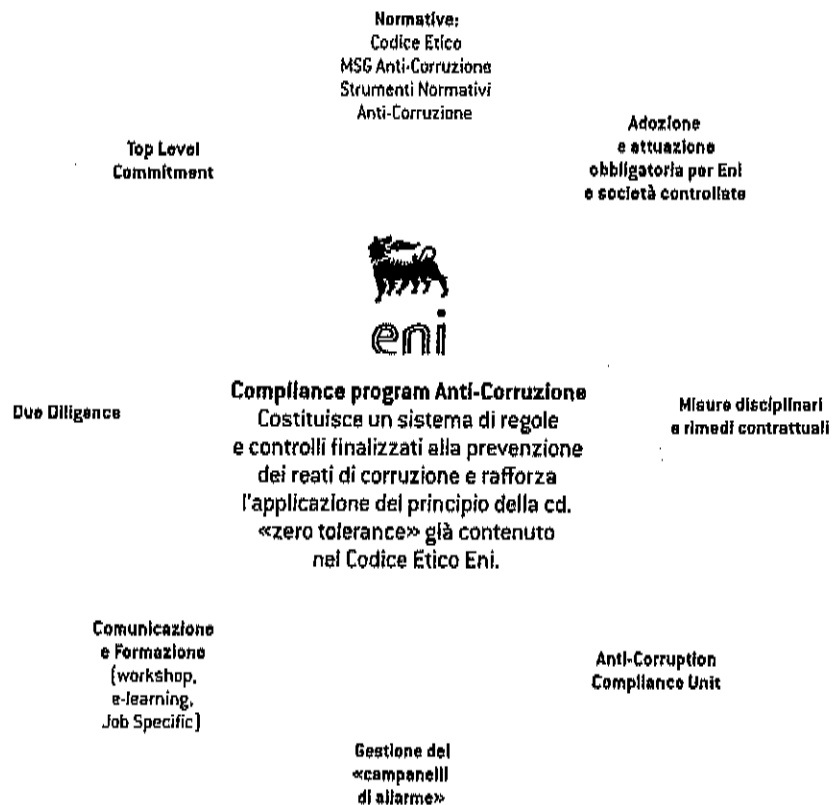 Normative:
Codice Etico
MSG Anti-Corruzione
Strumenti Normativi
Anti-Corruzione
Adozione
e attuazione
obbligatoria per Eni
e società controllate
Top Level
Commitment
eni
Compliance program Anti-Corruzione
Costituisce un sistema di regole
e controlli finalizzati alla prevenzione
dei reati di corruzione e rafforza
l'applicazione del principio della cd.
«zero tolerance» già contenuto
nel Codice Etico Eni.
Due Diligence
Misure disciplinari
e rimedi contrattuali
Comunicazione
e Formazione
(workshop,
e-learning,
Job Specific)
Anti-Corruption
Compliance Unit
Gestione dei
«campanelli
di allarme»